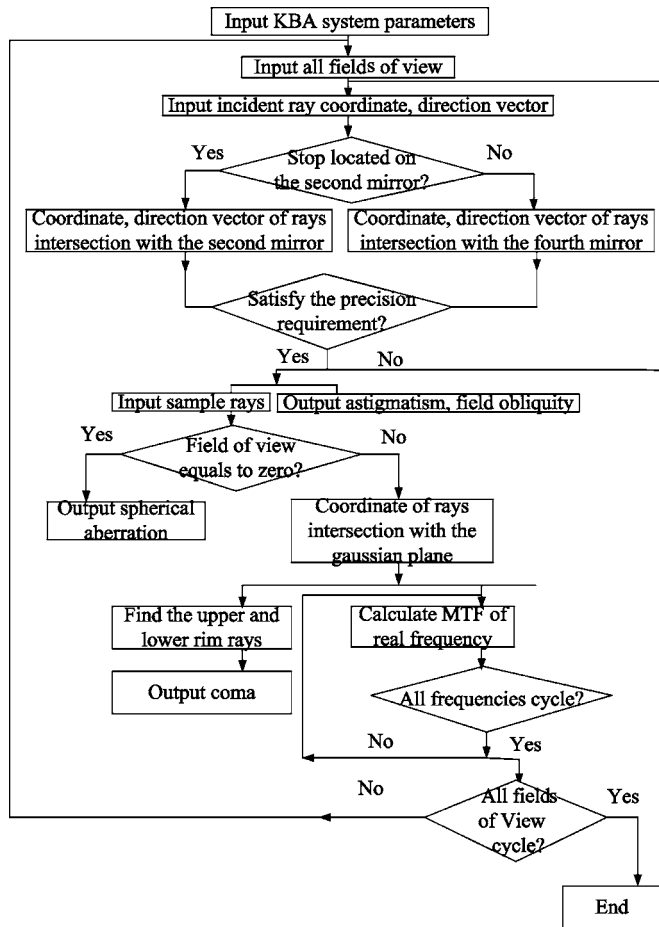 Input KBA system parameters
Input all fields of view
Input incident ray coordinate, direction vector
Yes
No
Stop located on
the second mirror?
Coordinate, direction vector of rays
intersection with the second mirror
Coordinate, direction vector of rays
intersection with the fourth mirror
Satisfy the precision
requirement?
Yes
No
Input sample rays
Output astigmatism, field obliquity
Yes
No
Field of view
equals to zero?
Output spherical
aberration
Coordinate of rays
intersection with the
gaussian plane
Find the upper and
lower rim rays
Calculate MTF of
real frequency
Output coma
All frequencies cycle?
No
Yes
No
All fields
of View
cycle?
Yes
End